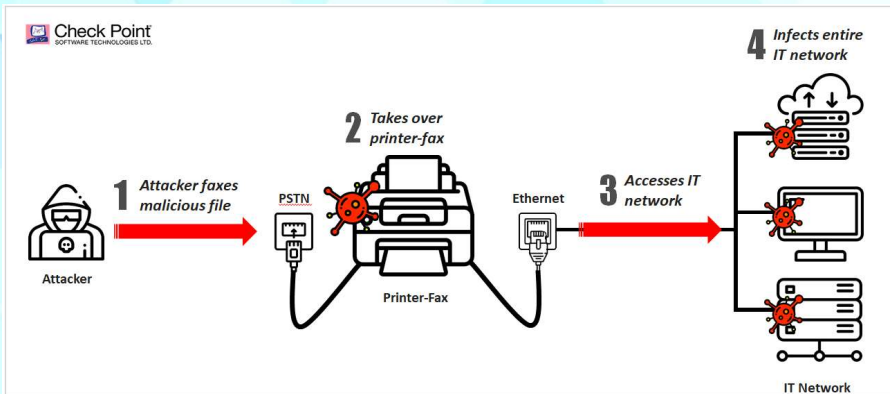 Check Point
SOFTWARE TECHNOLOGIES LTD.
1 Attacker faxes
malicious file
2 Takes over
printer-fax
3 Accesses IT
network
4 Infects entire
IT network
Attacker
PSTN
Printer-Fax
Ethernet
IT Network